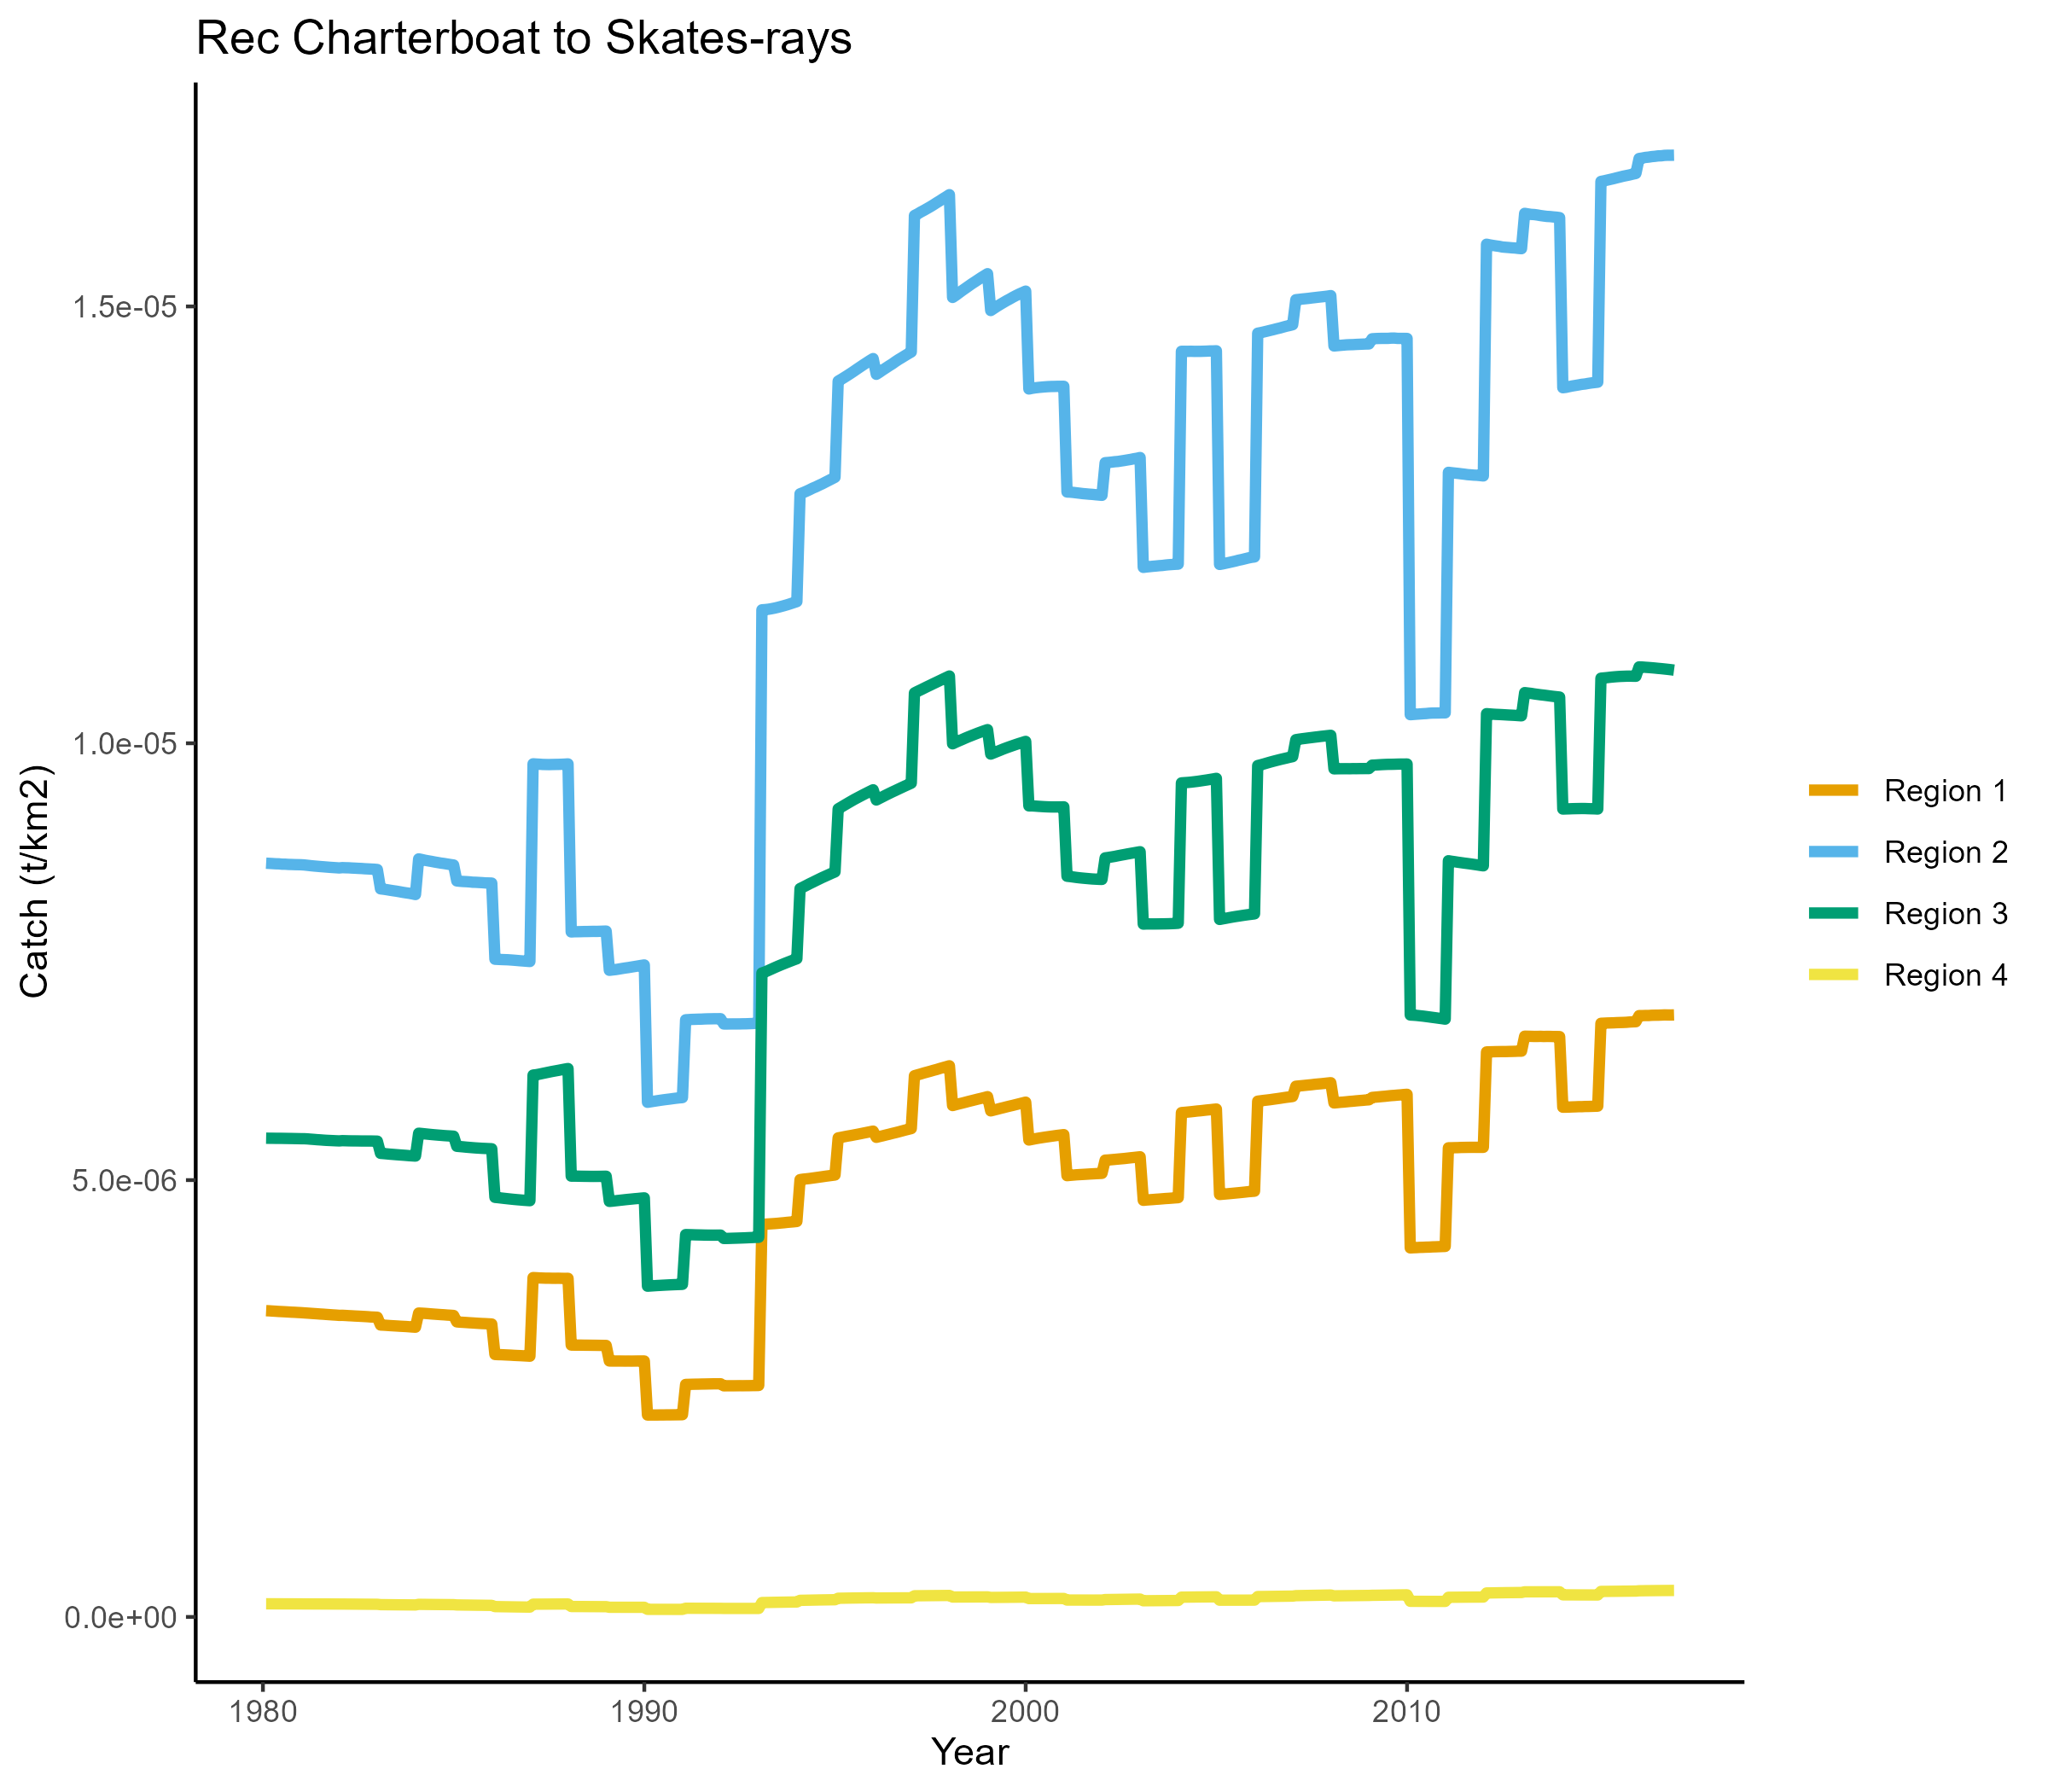 Rec Charterboat to Skates-rays
Catch (t/km2)
1.5e-05
1.0e-05
5.0e-06
0.0e+00
1980
1990
2000
2010
Year
Region 1
Region 2
Region 3
Region 4